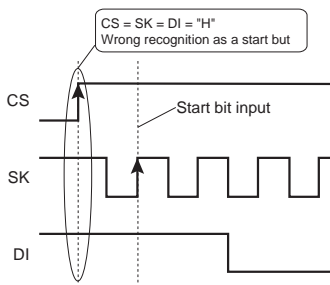 CS = SK = DI = "H"
Wrong recognition as a start but
CS
Start bit input
SK
DI